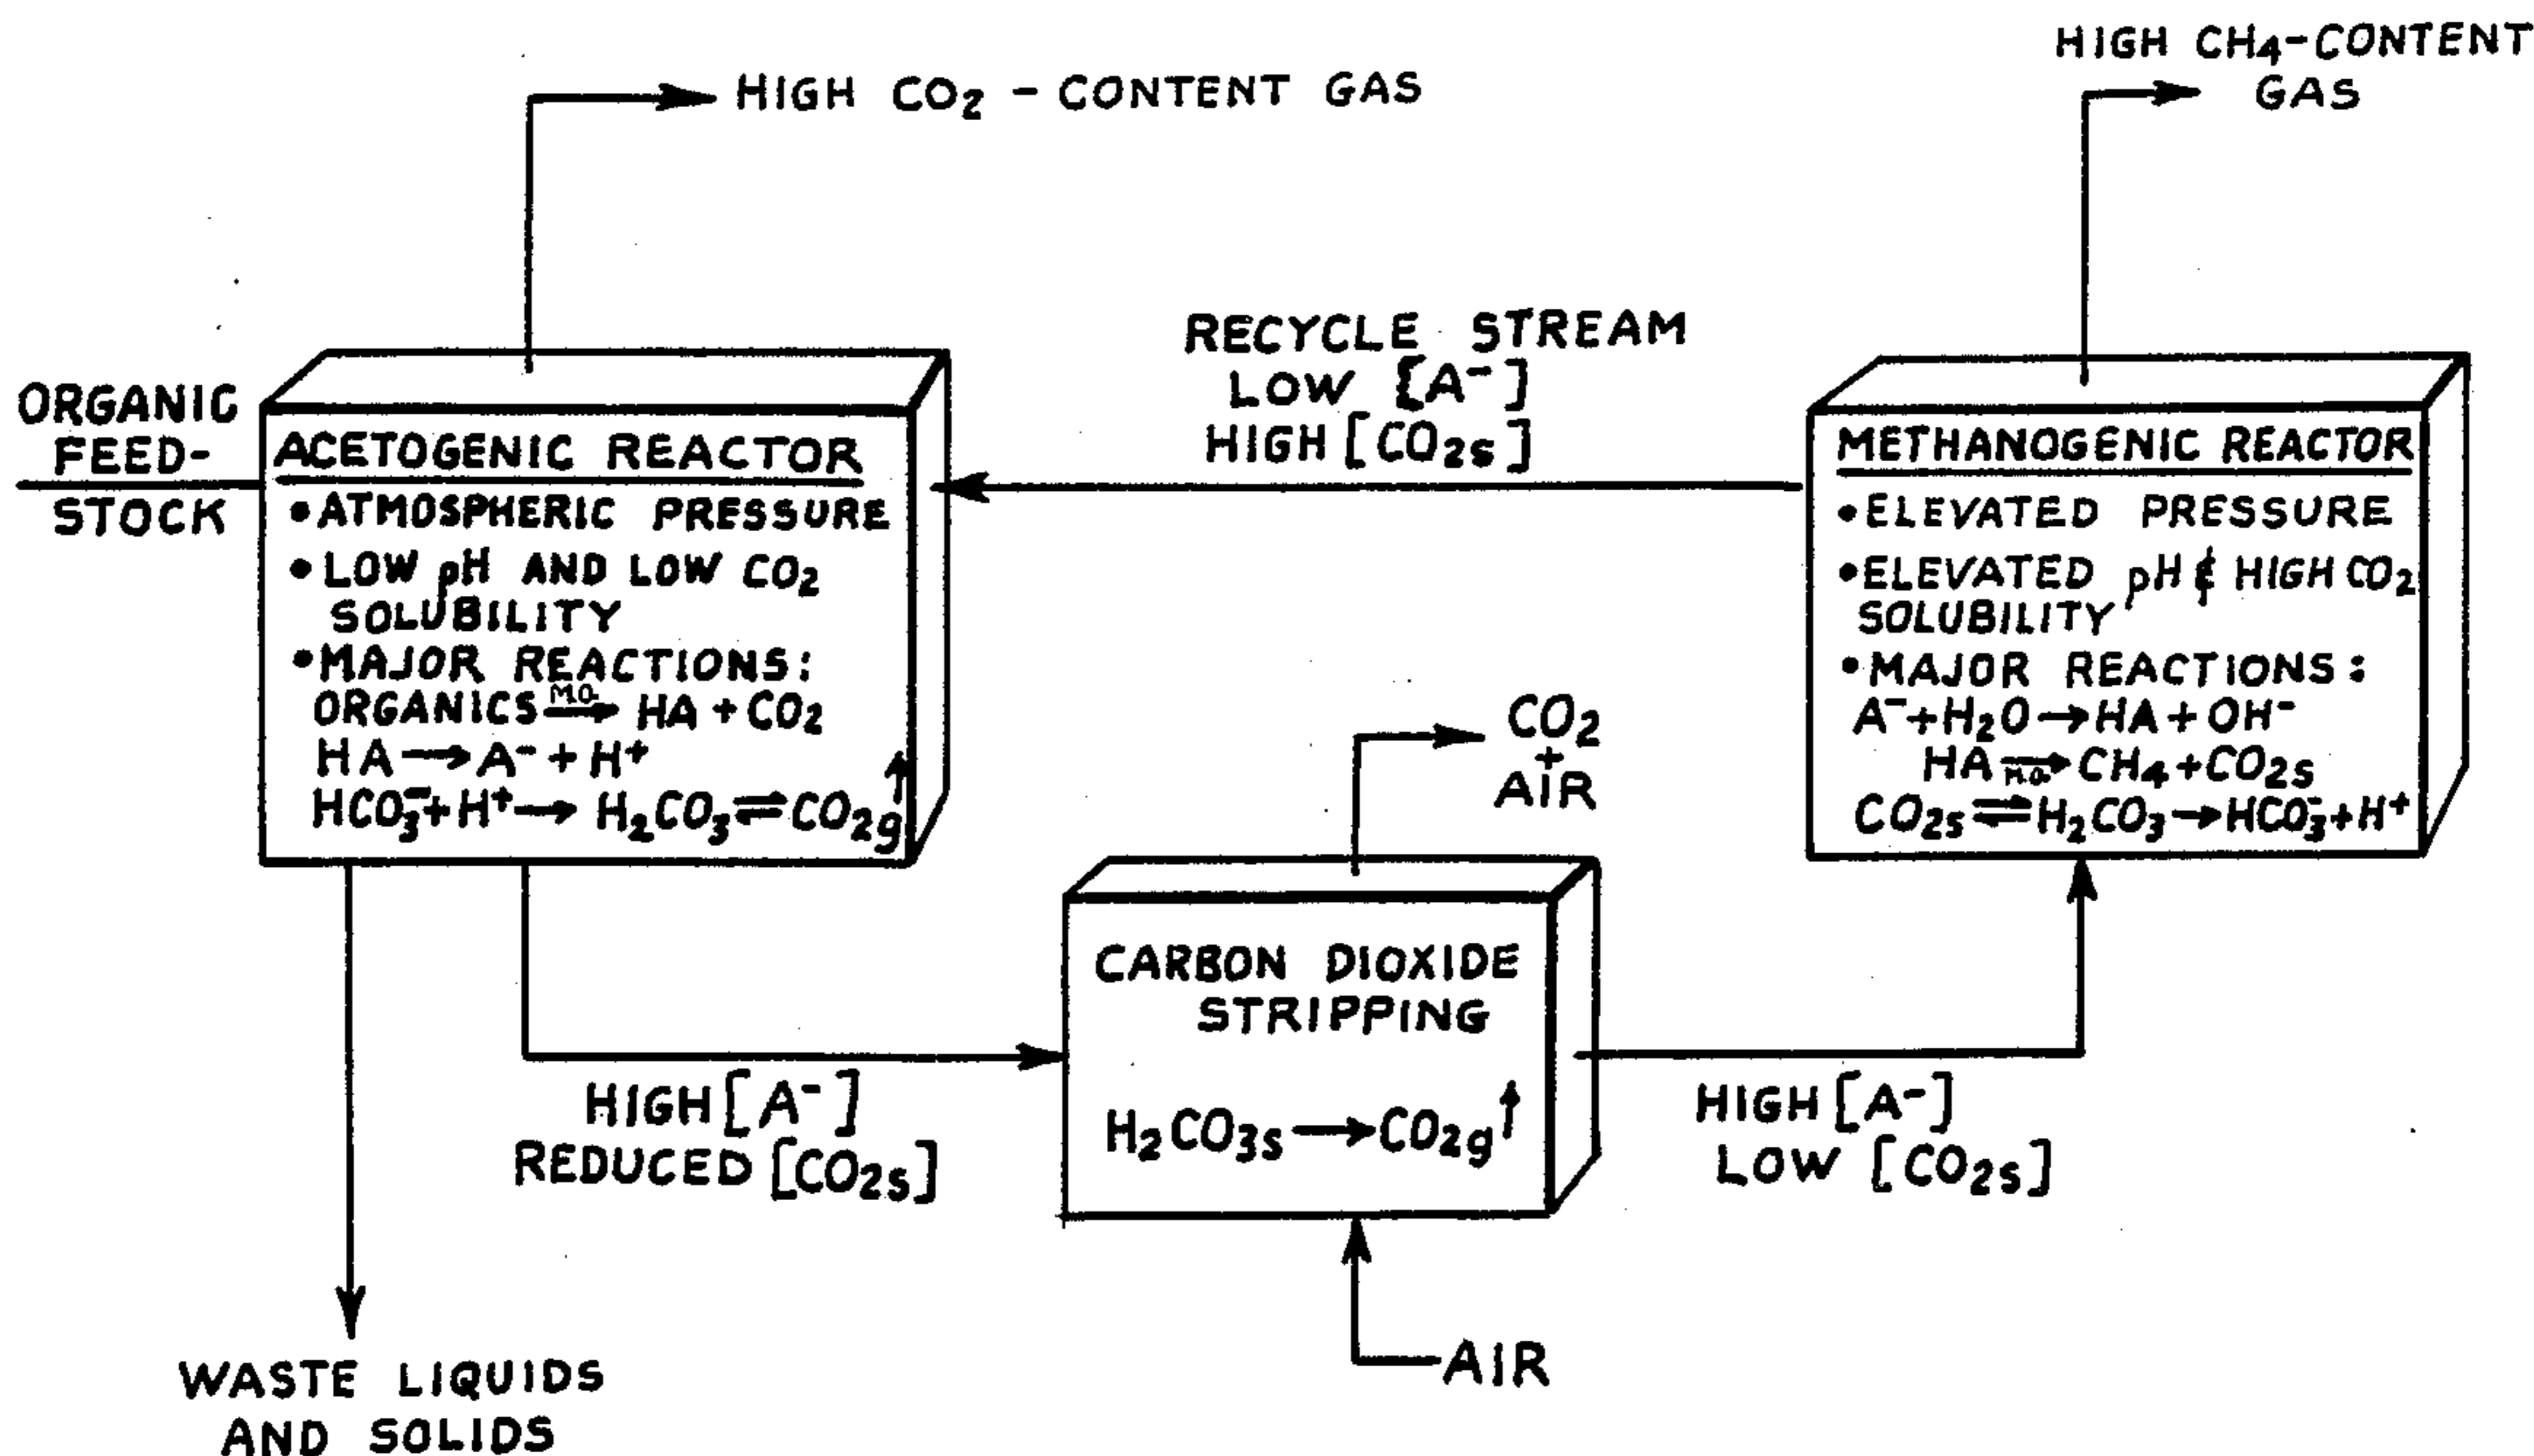 HIGH CO2 - CONTENT GAS
HIGH CH4-CONTENT
GAS
ORGANIC
FEED-
STOCK
ACETOGENIC REACTOR
• ATMOSPHERIC PRESSURE
• LOW pH AND LOW CO2
SOLUBILITY
• MAJOR REACTIONS:
ORGANICS M.O.→ HA + CO2
HA → A⁻ + H⁺
HCO3⁻ + H⁺ → H2CO3 ⇌ CO2g↑
RECYCLE STREAM
LOW [A⁻]
HIGH [CO2s]
METHANOGENIC REACTOR
• ELEVATED PRESSURE
• ELEVATED pH & HIGH CO2
SOLUBILITY
• MAJOR REACTIONS:
A⁻ + H2O → HA + OH⁻
HA →M.O. CH4 + CO2s
CO2s ⇌ H2CO3 → HCO3⁻ + H⁺
CO2
+
AIR
CARBON DIOXIDE
STRIPPING
H2CO3s → CO2g↑
HIGH [A⁻]
REDUCED [CO2s]
HIGH [A⁻]
LOW [CO2s]
AIR
WASTE LIQUIDS
AND SOLIDS